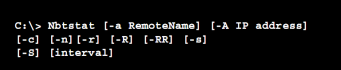 C:\> Nbtstat [-a RemoteName] [-A IP address]
[-c] [-n][-r] [-R] [-RR] [-s]
[-S] [interval]